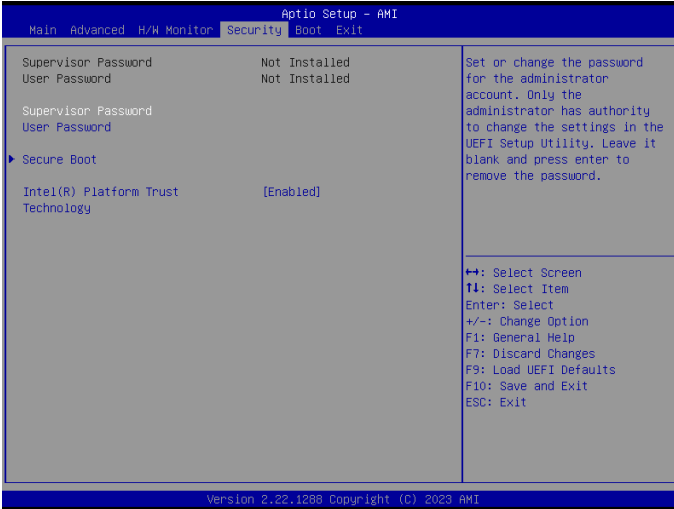 Aptio Setup - AMI
Main Advanced H/W Monitor Security Boot Exit
Supervisor Password Not Installed
User Password Not Installed
Supervisor Password
User Password
Secure Boot
Intel(R) Platform Trust [Enabled]
Technology
Set or change the password
for the administrator
account. Only the
administrator has authority
to change the settings in the
UEFI Setup Utility. Leave it
blank and press enter to
remove the password.
←→: Select Screen
↑↓: Select Item
Enter: Select
+/-: Change Option
F1: General Help
F7: Discard Changes
F9: Load UEFI Defaults
F10: Save and Exit
ESC: Exit
Version 2.22.1288 Copyright (C) 2023 AMI